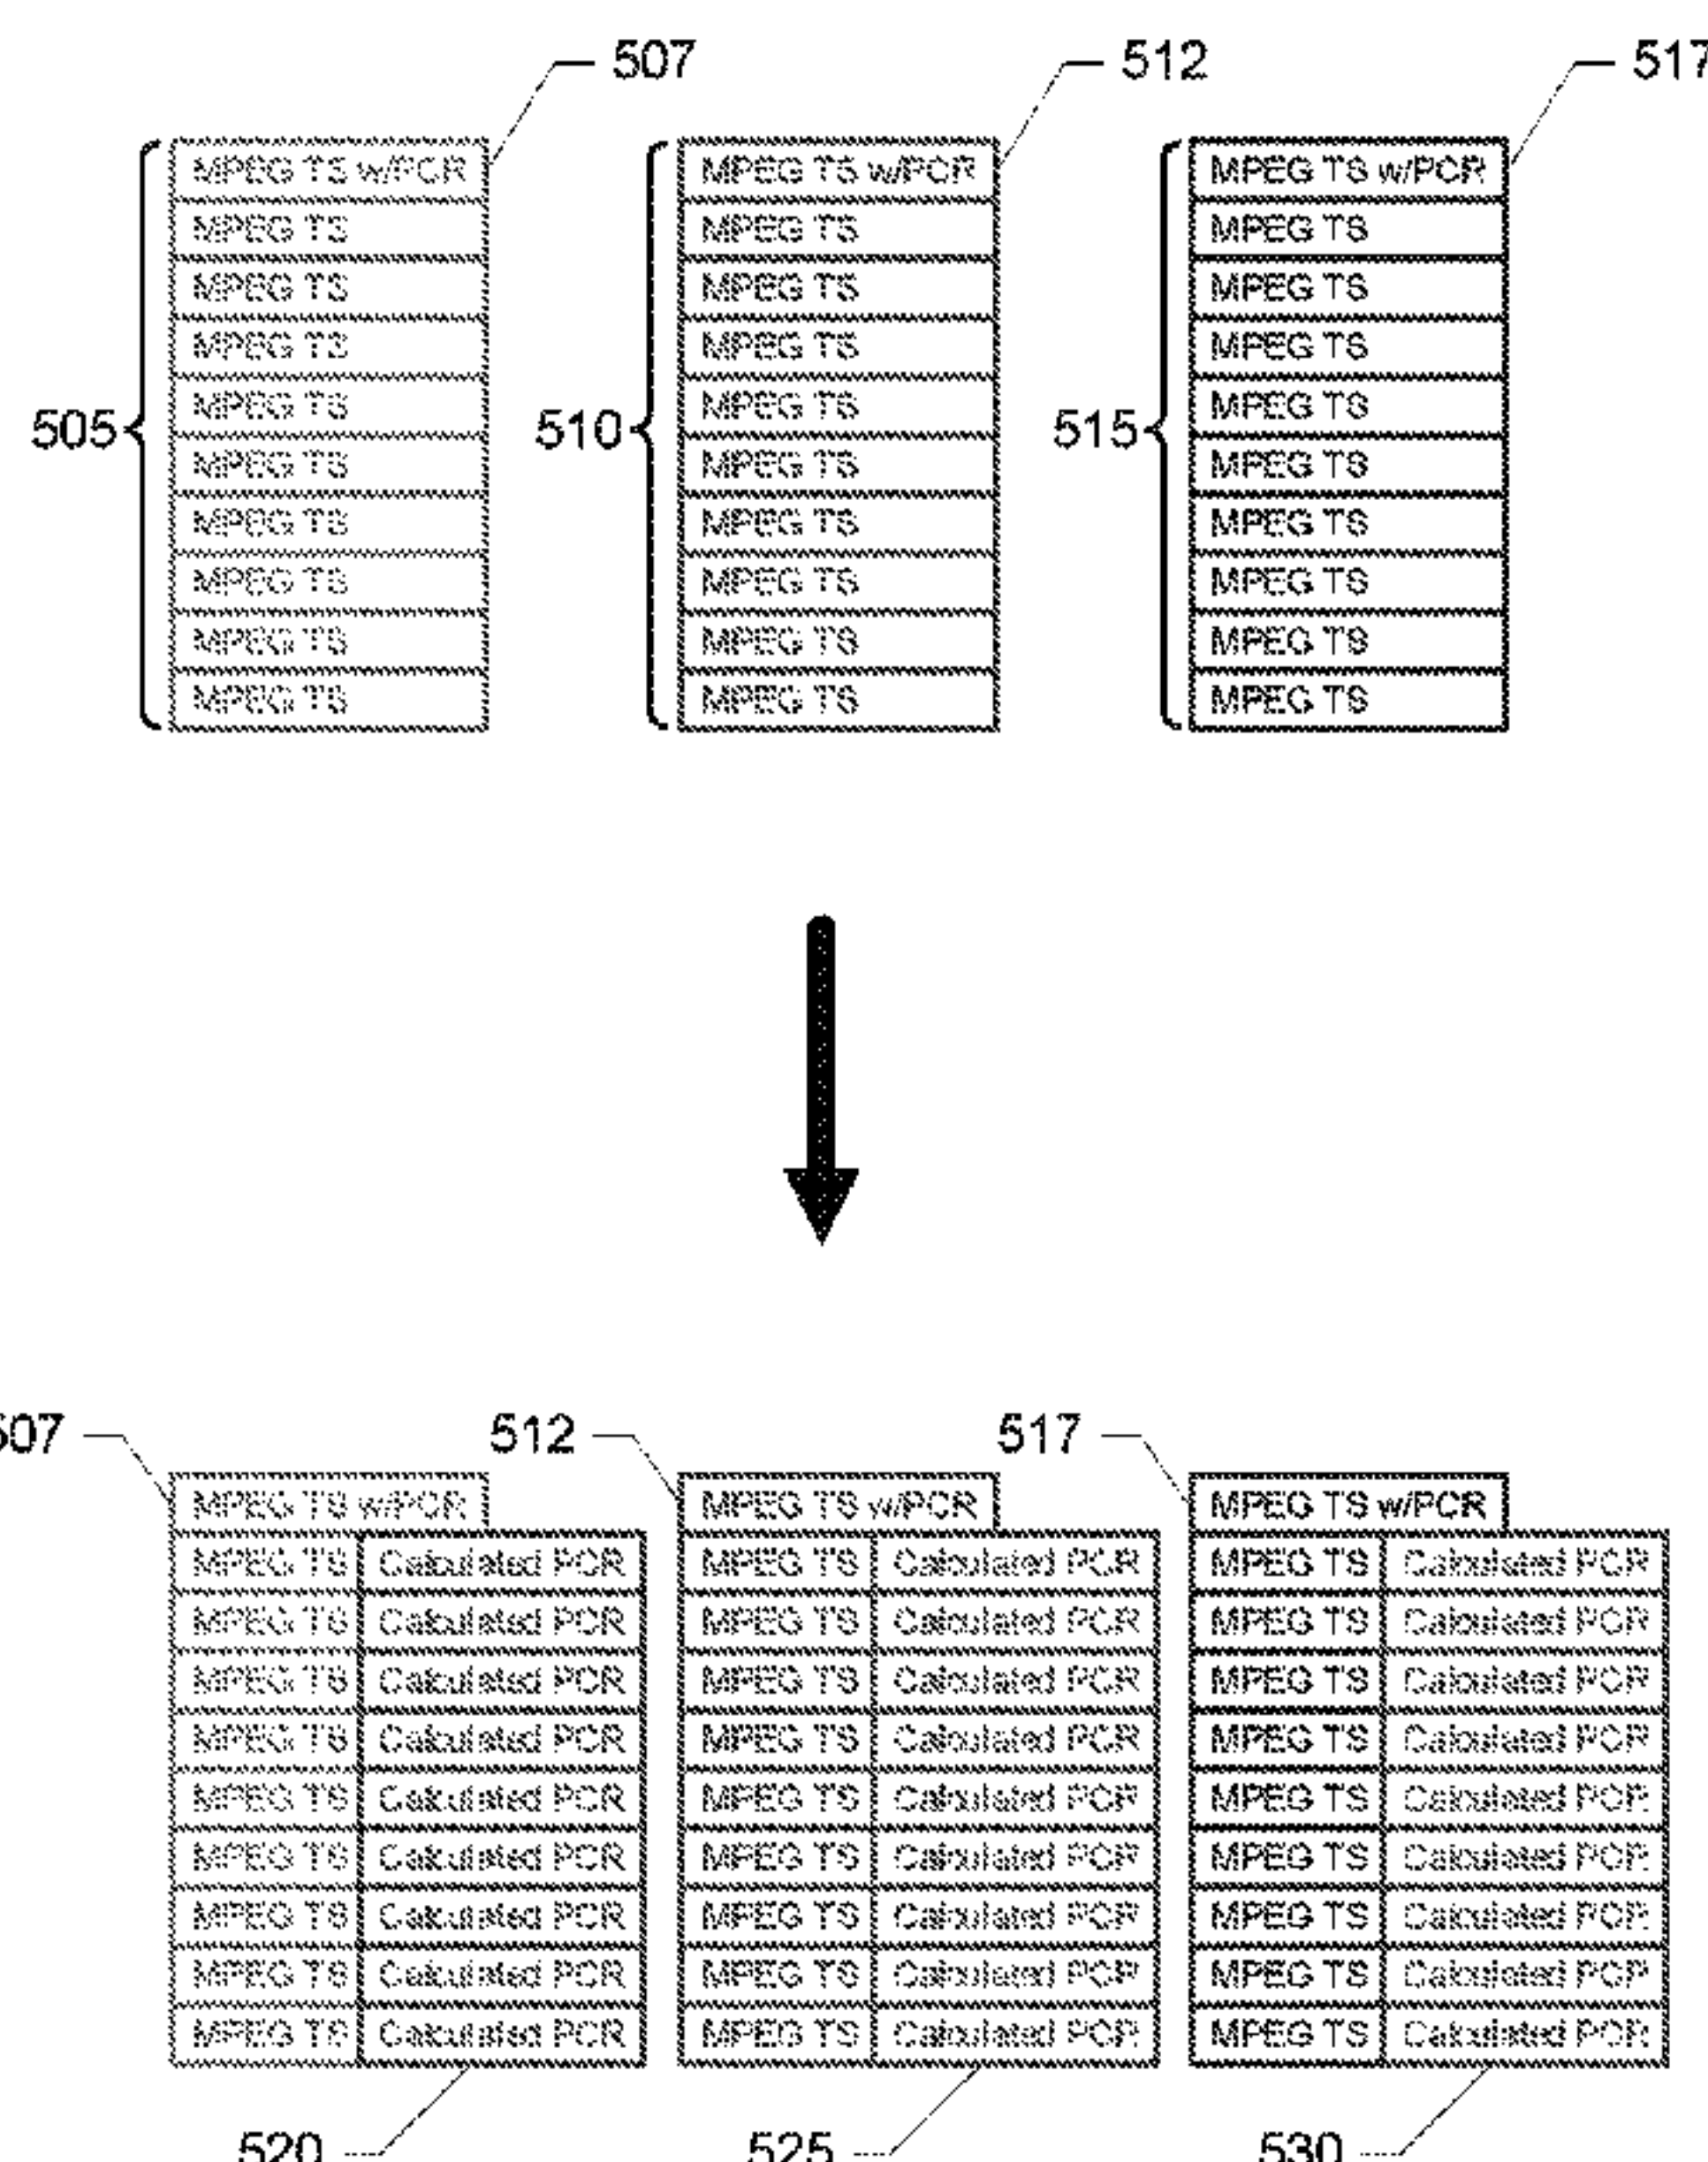 507 512 517
MPEG TS w/PCR MPEG TS w/PCR MPEG TS w/PCR
MPEG TS MPEG TS MPEG TS
MPEG TS MPEG TS MPEG TS
MPEG TS MPEG TS MPEG TS
MPEG TS MPEG TS MPEG TS
505 510 515
MPEG TS MPEG TS MPEG TS
MPEG TS MPEG TS MPEG TS
MPEG TS MPEG TS MPEG TS
MPEG TS MPEG TS MPEG TS
MPEG TS MPEG TS MPEG TS
507 512 517
MPEG TS w/PCR MPEG TS w/PCR MPEG TS w/PCR
MPEG TS Calculated PCR MPEG TS Calculated PCR MPEG TS Calculated PCR
MPEG TS Calculated PCR MPEG TS Calculated PCR MPEG TS Calculated PCR
MPEG TS Calculated PCR MPEG TS Calculated PCR MPEG TS Calculated PCR
MPEG TS Calculated PCR MPEG TS Calculated PCR MPEG TS Calculated PCR
MPEG TS Calculated PCR MPEG TS Calculated PCR MPEG TS Calculated PCR
MPEG TS Calculated PCR MPEG TS Calculated PCR MPEG TS Calculated PCR
MPEG TS Calculated PCR MPEG TS Calculated PCR MPEG TS Calculated PCR
MPEG TS Calculated PCR MPEG TS Calculated PCR MPEG TS Calculated PCR
MPEG TS Calculated PCR MPEG TS Calculated PCR MPEG TS Calculated PCR
520 525 530